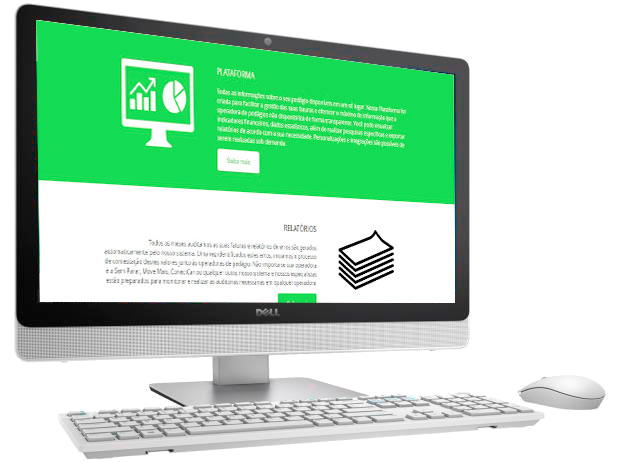 PLATAFORMA
Todas as informações sobre o seu pedágio disponíveis em um só lugar. Nossa Plataforma foi
criada para facilitar a gestão das suas faturas e oferecer o máximo de informação que a
operadora de pedágios não disponibiliza de forma transparente. Você pode visualizar
indicadores financeiros, dados estatísticos, além de realizar pesquisas específicas e exportar
relatórios de acordo com a sua necessidade. Personalizações e integrações são possíveis de
serem realizadas sob demanda.
Saiba mais
RELATÓRIOS
Todos os meses auditamos as suas faturas e relatórios de erros são gerados
automaticamente pelo nosso sistema. Uma vez identificados esses erros, iniciamos o processo
de contestação desses valores junto às operadoras de pedágio. Não importa se sua operadora
é a Sem Parar, Move Mais, ConectCar ou qualquer outra, nosso sistema e nossos especialistas
estão preparados para monitorar e realizar as auditorias necessárias em qualquer operadora
DELL